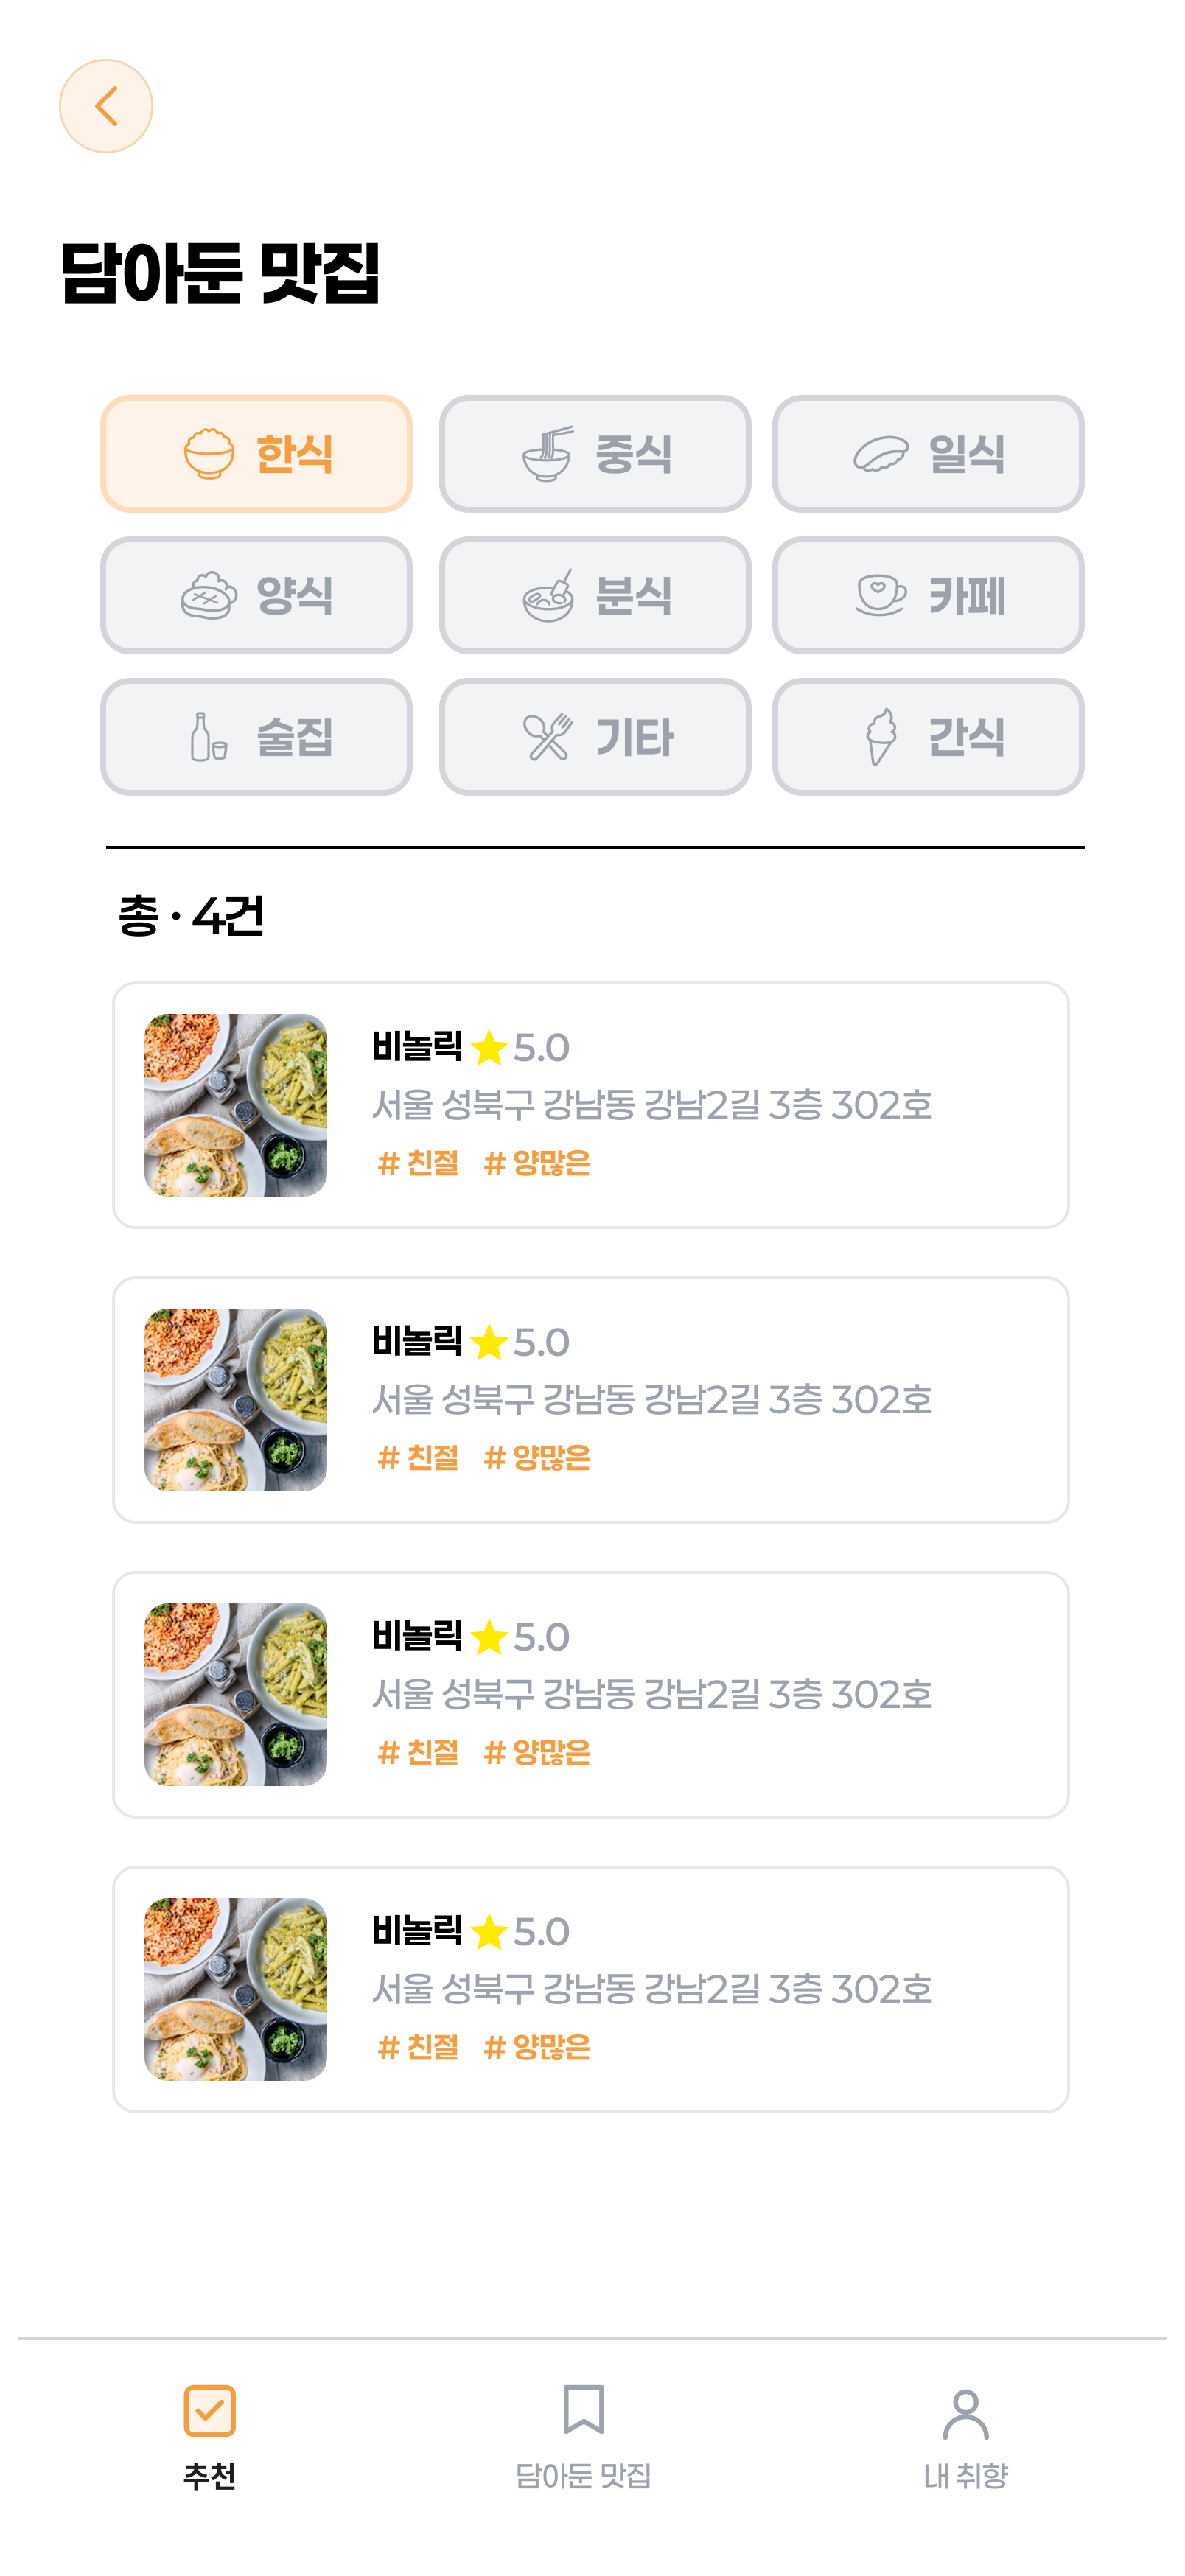 담아둔 맛집
한식 중식 일식
양식 분식 카페
술집 기타 간식
총 · 4건
비놀릭 5.0
서울 성북구 강남동 강남2길 3층 302호
# 친절 # 양많은
비놀릭 5.0
서울 성북구 강남동 강남2길 3층 302호
# 친절 # 양많은
비놀릭 5.0
서울 성북구 강남동 강남2길 3층 302호
# 친절 # 양많은
비놀릭 5.0
서울 성북구 강남동 강남2길 3층 302호
# 친절 # 양많은
추천 담아둔 맛집 내 취향